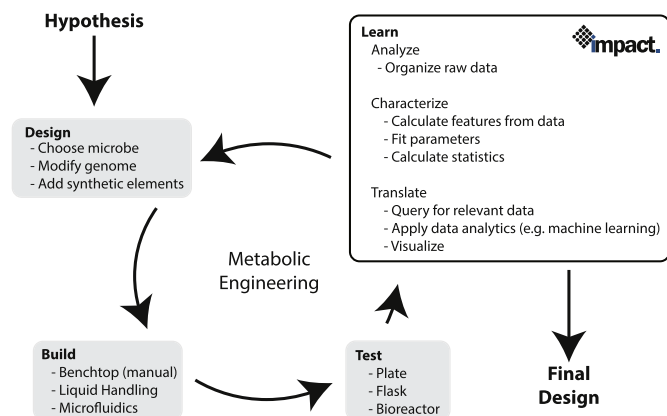 Hypothesis
Design
- Choose microbe
- Modify genome
- Add synthetic elements
Build
- Benchtop (manual)
- Liquid Handling
- Microfluidics
Metabolic
Engineering
Test
- Plate
- Flask
- Bioreactor
Learn
impact.
Analyze
- Organize raw data
Characterize
- Calculate features from data
- Fit parameters
- Calculate statistics
Translate
- Query for relevant data
- Apply data analytics (e.g. machine learning)
- Visualize
Final
Design